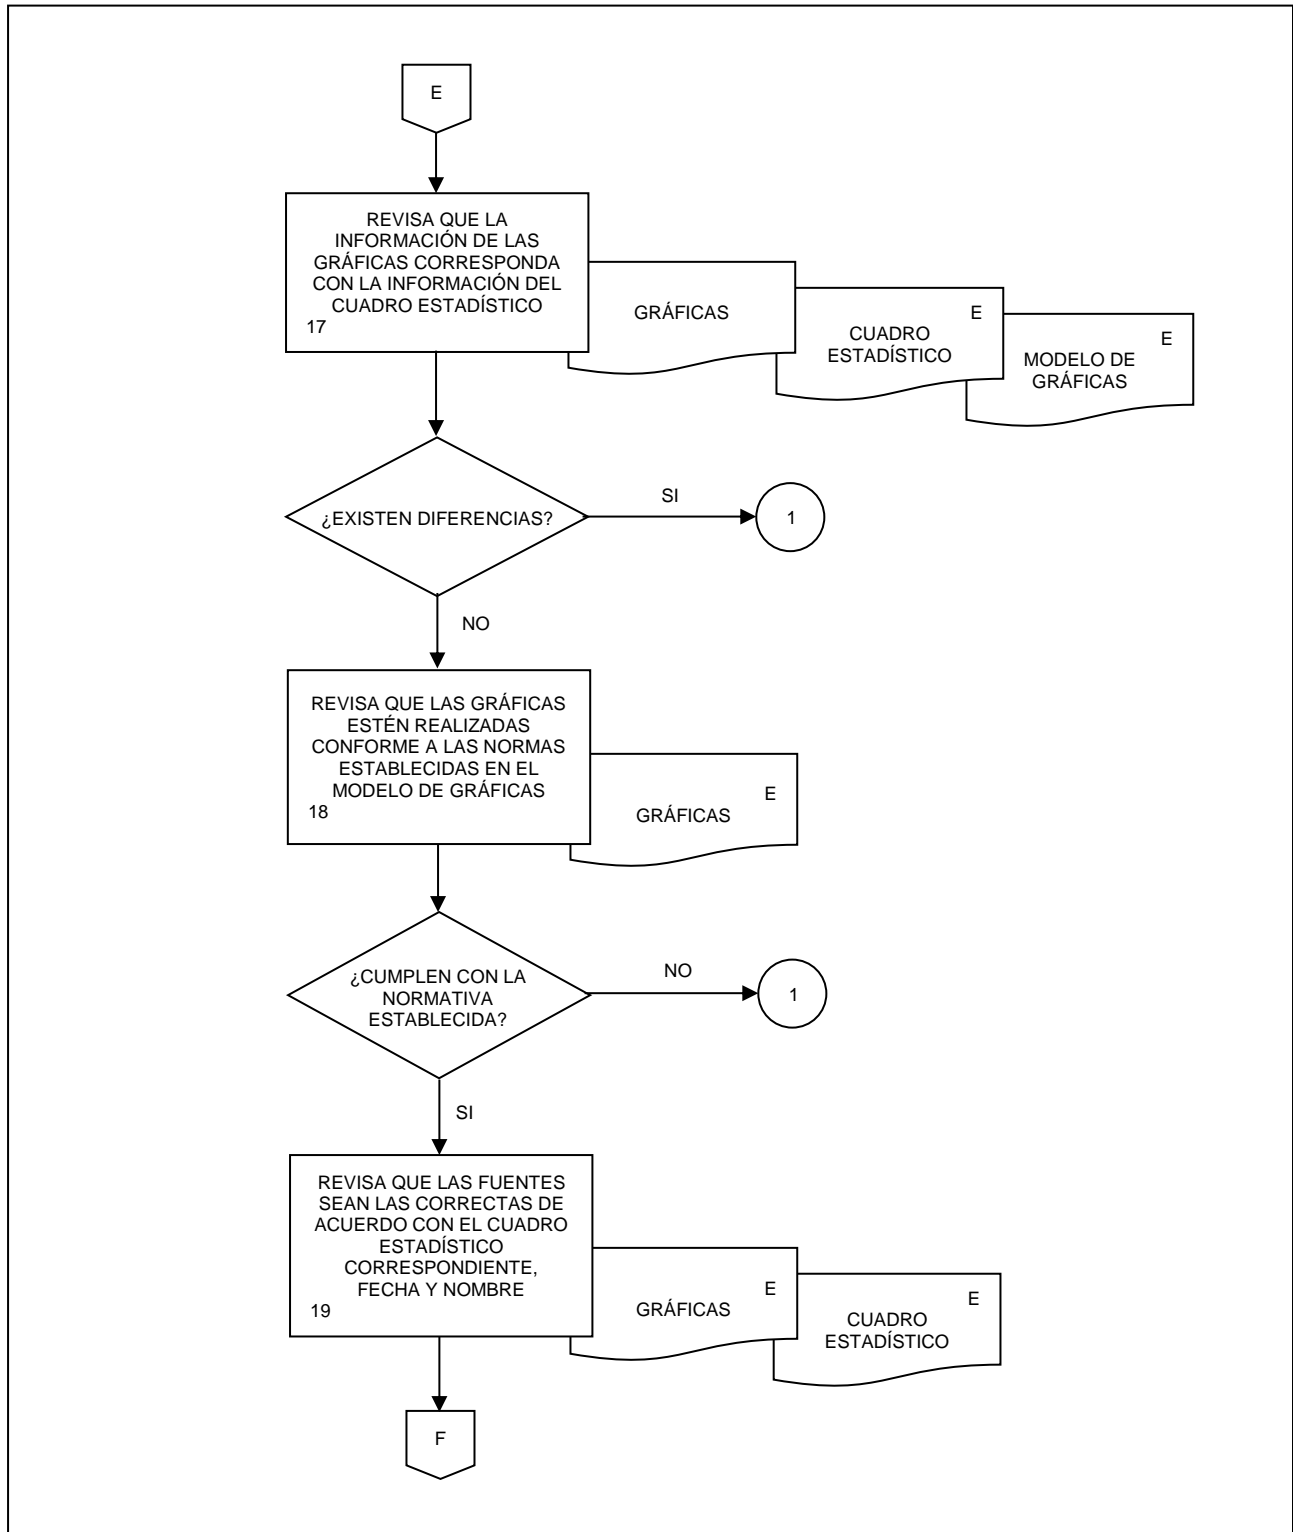 E
REVISA QUE LA
INFORMACIÓN DE LAS
GRÁFICAS CORRESPONDA
CON LA INFORMACIÓN DEL
CUADRO ESTADÍSTICO
17
GRÁFICAS
E
CUADRO
ESTADÍSTICO
E
MODELO DE
GRÁFICAS
¿EXISTEN DIFERENCIAS?
SI
1
NO
REVISA QUE LAS GRÁFICAS
ESTÉN REALIZADAS
CONFORME A LAS NORMAS
ESTABLECIDAS EN EL
MODELO DE GRÁFICAS
18
E
GRÁFICAS
¿CUMPLEN CON LA
NORMATIVA
ESTABLECIDA?
NO
1
SI
REVISA QUE LAS FUENTES
SEAN LAS CORRECTAS DE
ACUERDO CON EL CUADRO
ESTADÍSTICO
CORRESPONDIENTE,
FECHA Y NOMBRE
19
E
GRÁFICAS
E
CUADRO
ESTADÍSTICO
F